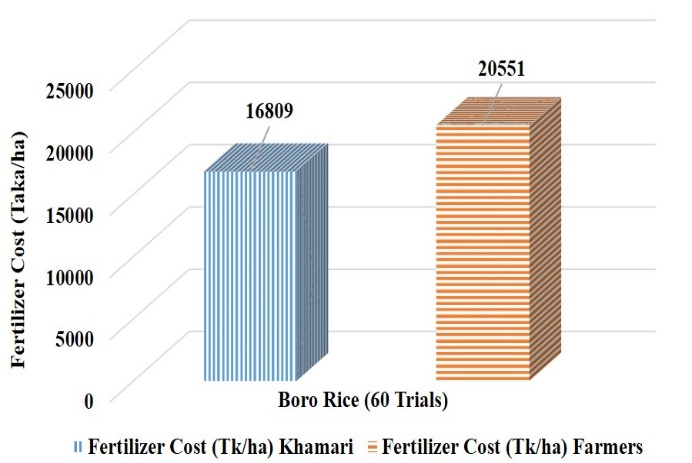 Fertilizer Cost (Taka/ha)
25000
20000
15000
10000
5000
0
16809
20551
Boro Rice (60 Trials)
Fertilizer Cost (Tk/ha) Khamari
Fertilizer Cost (Tk/ha) Farmers